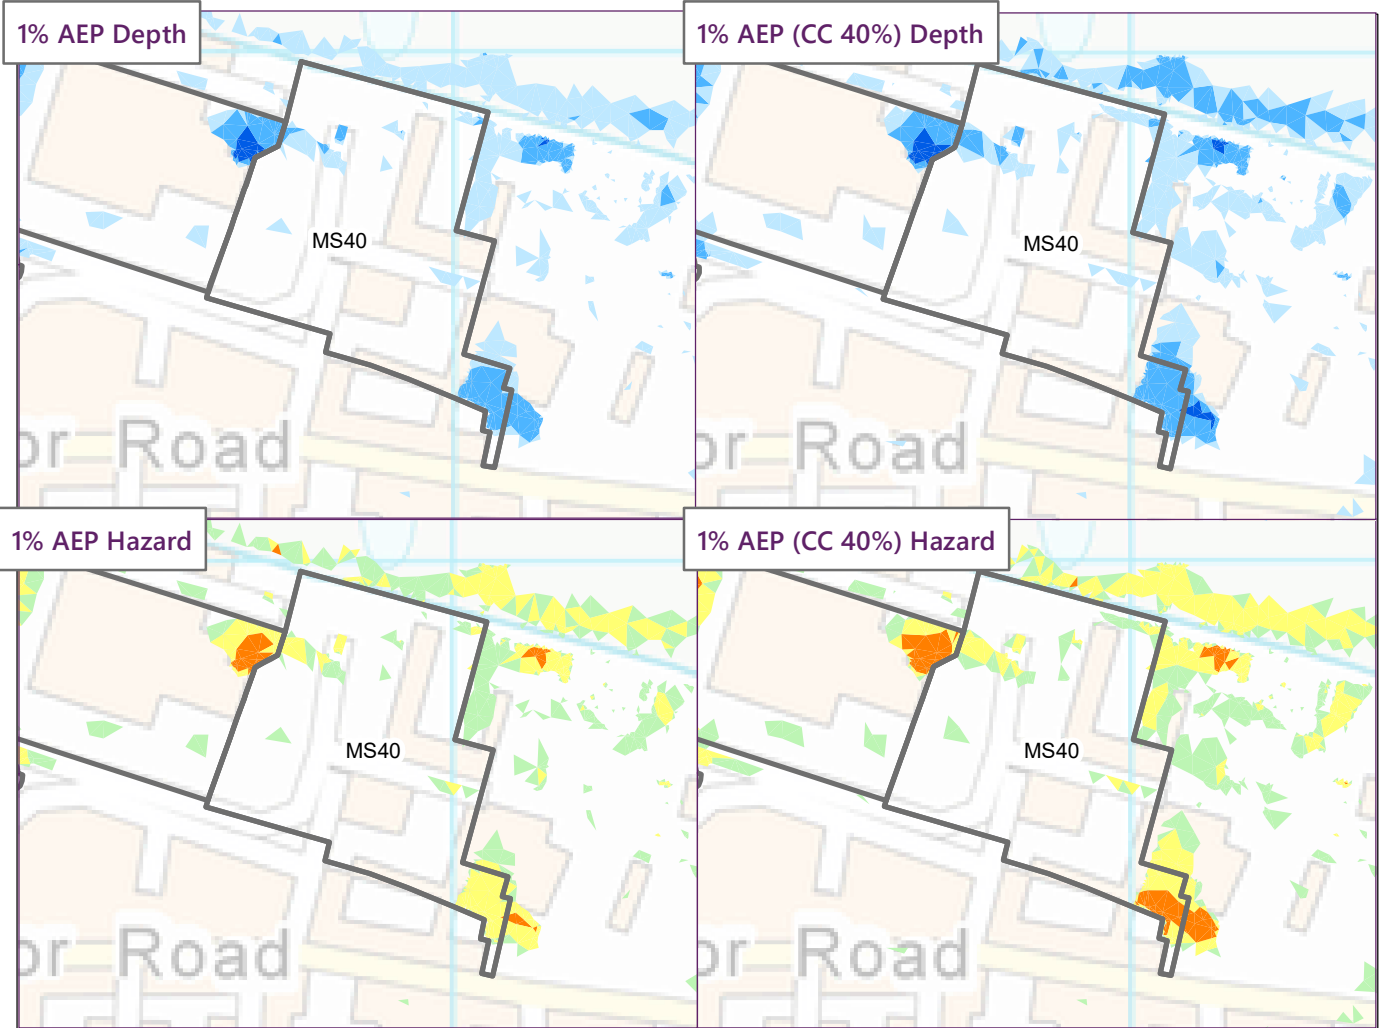 1% AEP Depth
1% AEP (CC 40%) Depth
MS40
MS40
or Road
or Road
1% AEP Hazard
1% AEP (CC 40%) Hazard
MS40
MS40
or Road
or Road